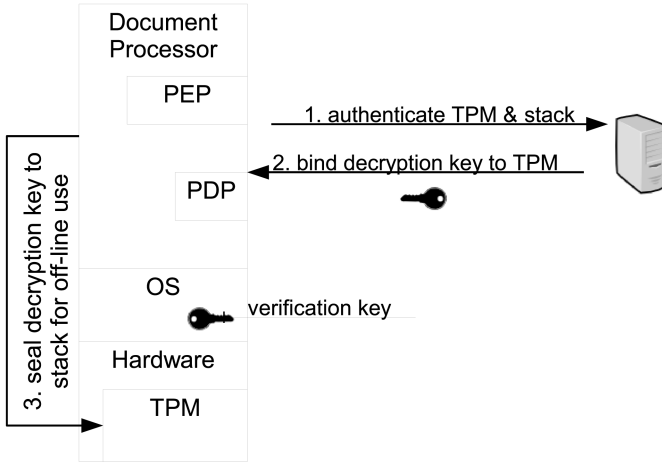 Document
Processor
PEP
1. authenticate TPM & stack
2. bind decryption key to TPM
PDP
3. seal decryption key to
stack for off-line use
OS
verification key
Hardware
TPM